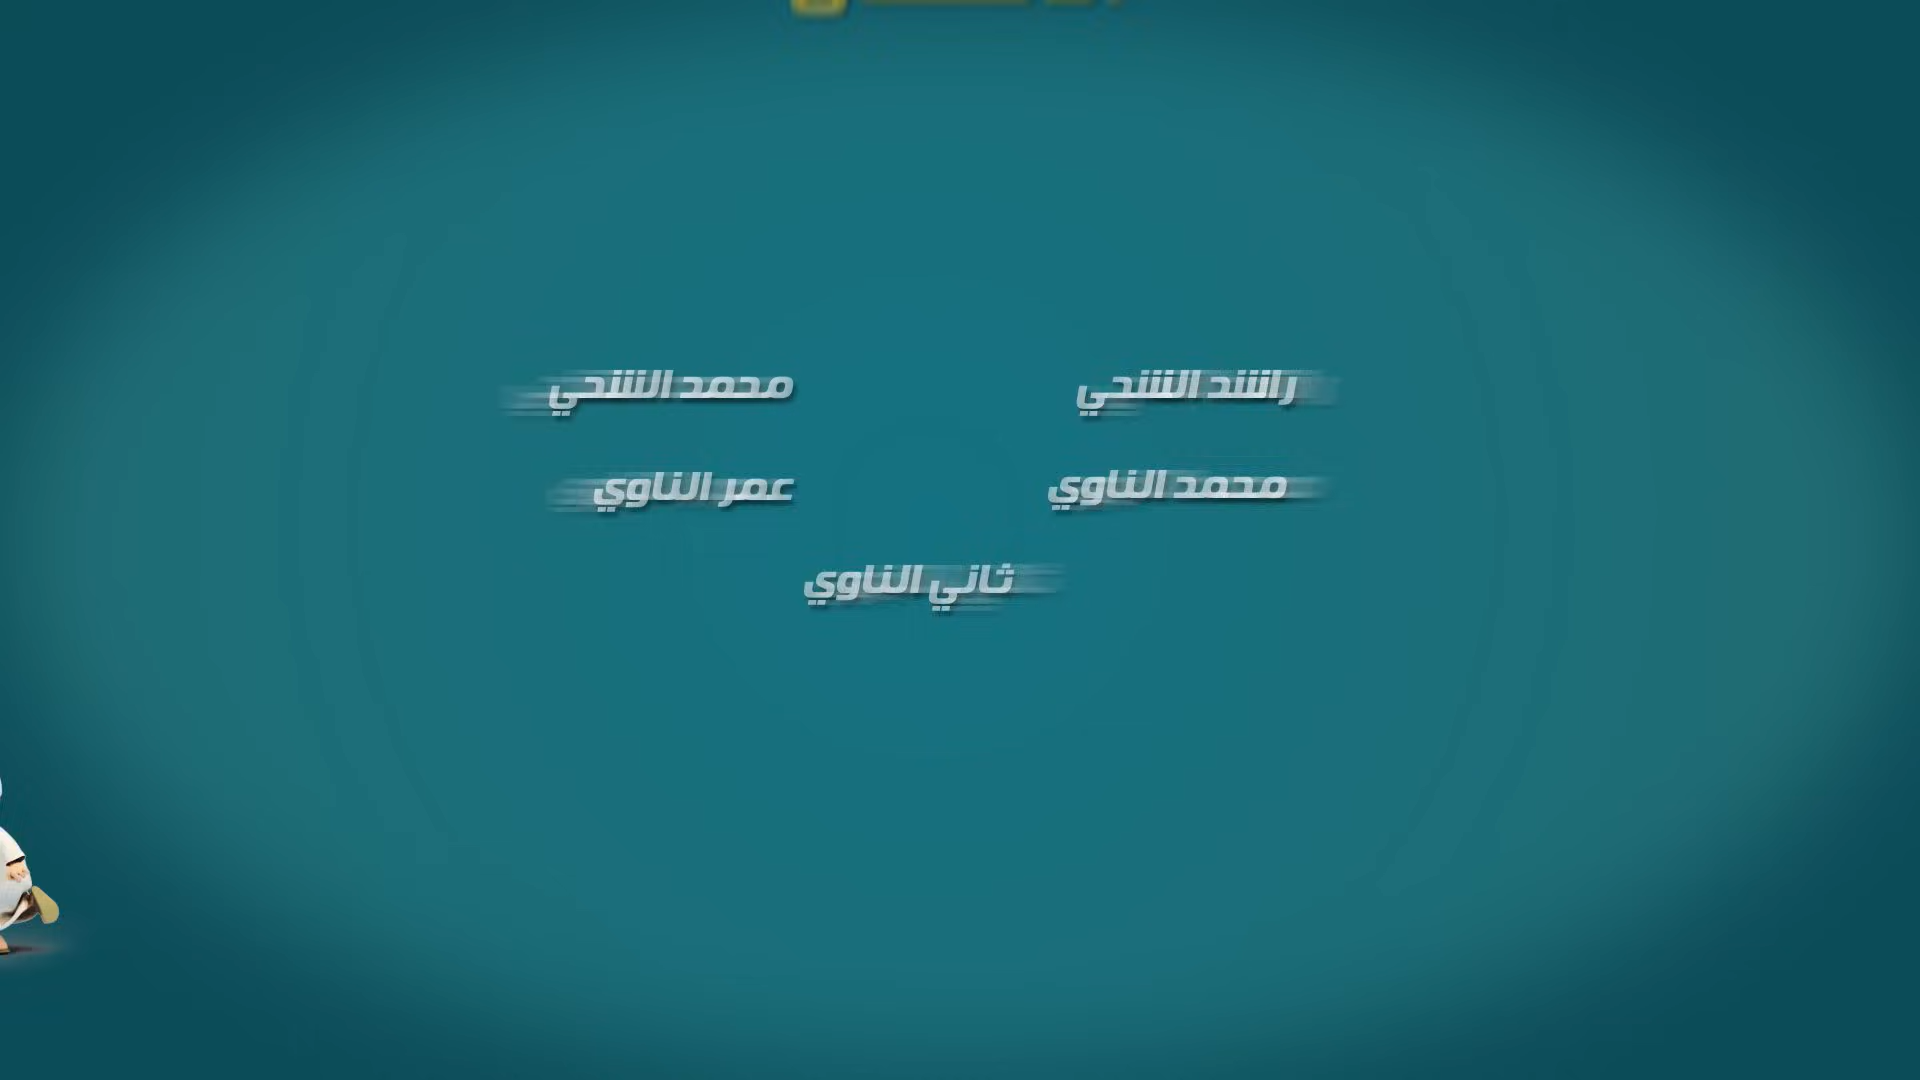 راشد الشحي محمد الشحي
محمد الناوي عمر الناوي
ثاني الناوي